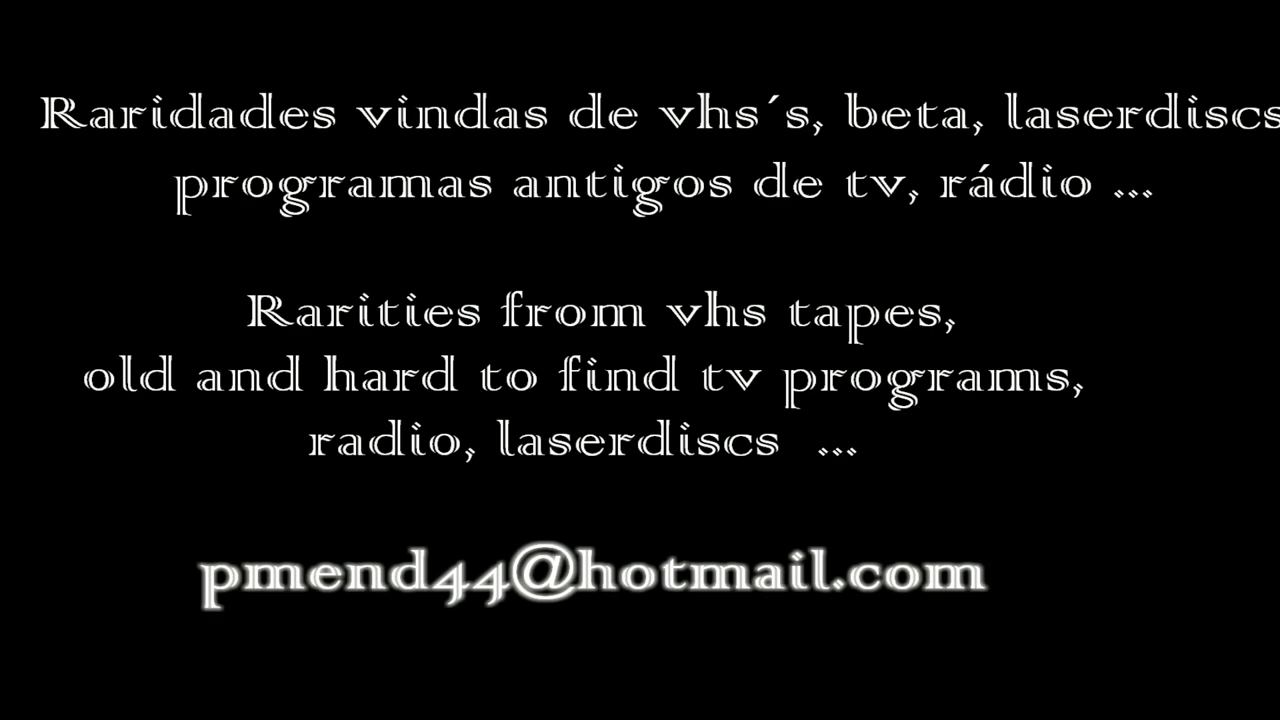 Raridades vindas de vhs´s, beta, laserdiscs
programas antigos de tv, rádio ...
Rarities from vhs tapes,
old and hard to find tv programs,
radio, laserdiscs ...
pmend44@hotmail.com